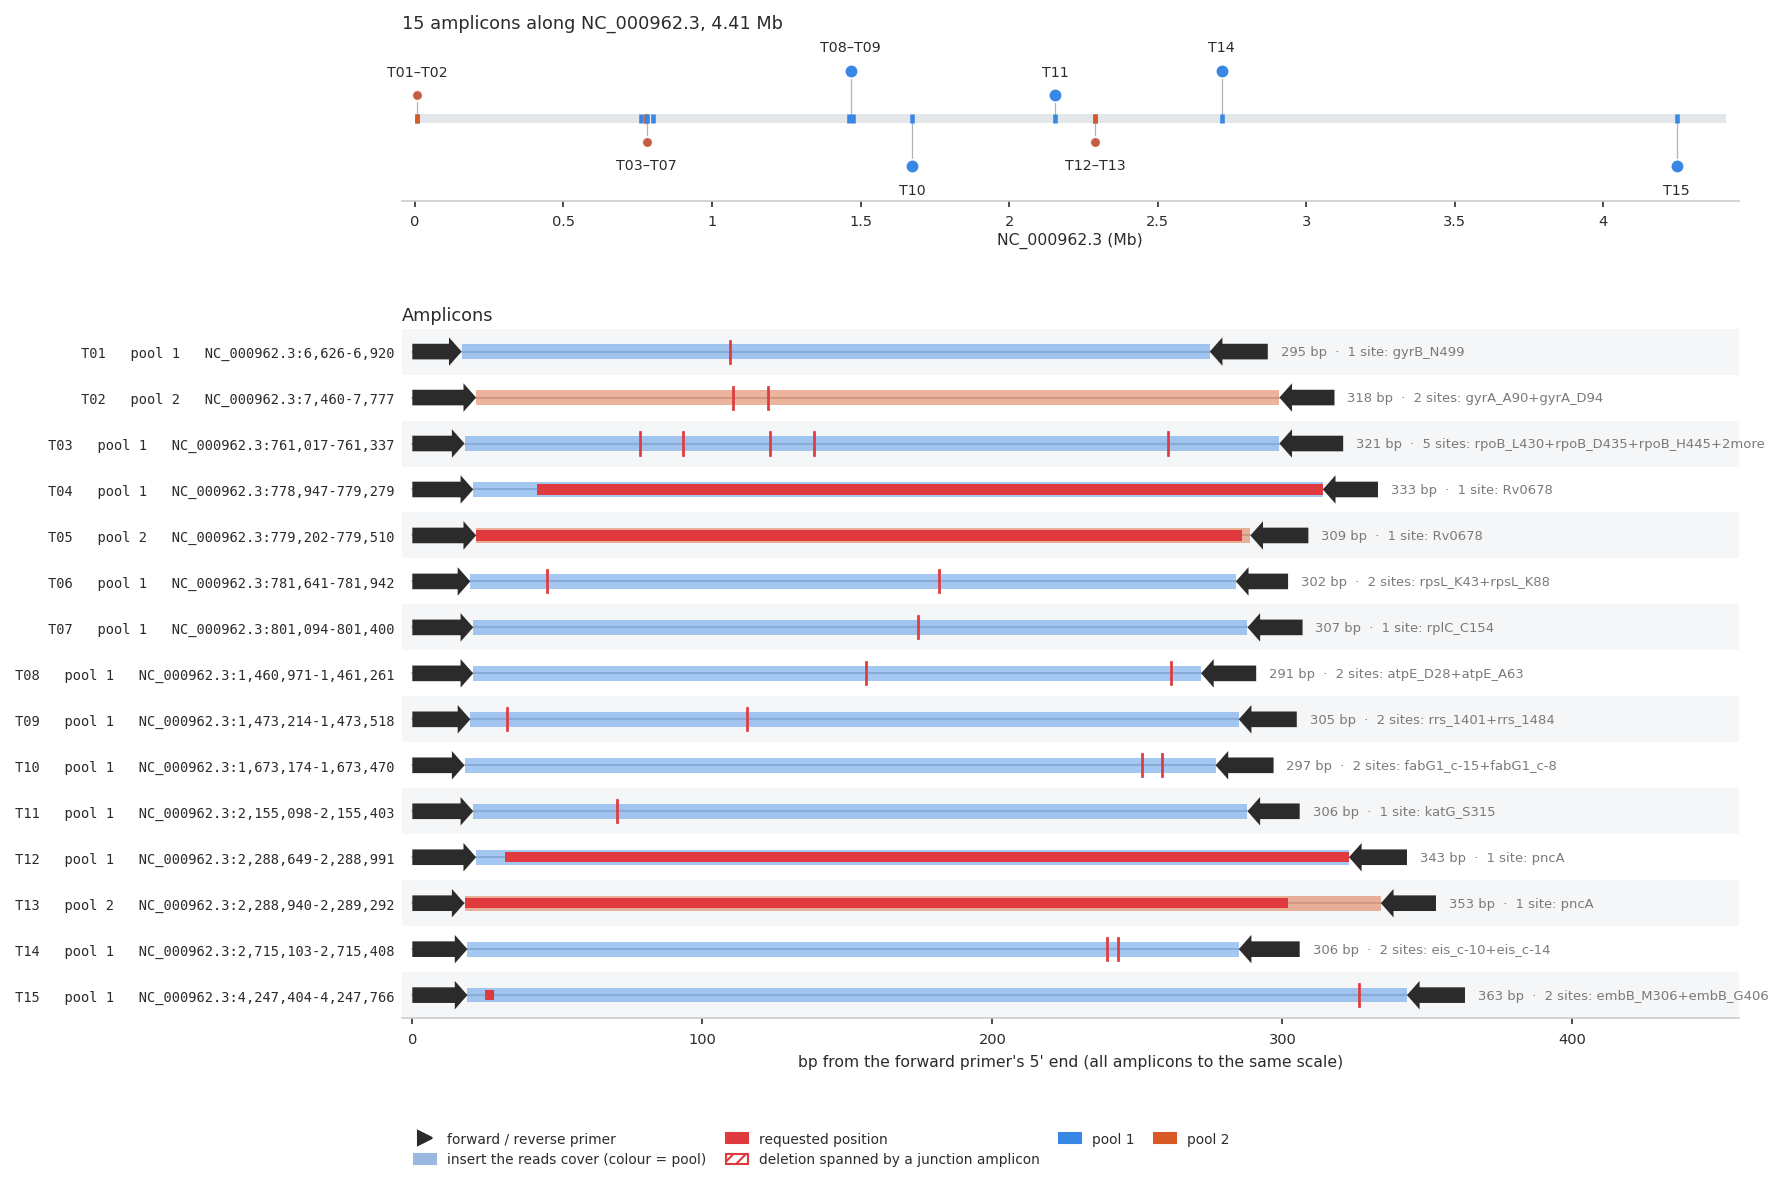 15 amplicons along NC_000962.3, 4.41 Mb
T08–T09
T14
T01–T02
T11
T03–T07
T12–T13
T10
T15
0 0.5 1 1.5 2 2.5 3 3.5 4
NC_000962.3 (Mb)
Amplicons
T01 pool 1 NC_000962.3:6,626-6,920 295 bp · 1 site: gyrB_N499
T02 pool 2 NC_000962.3:7,460-7,777 318 bp · 2 sites: gyrA_A90+gyrA_D94
T03 pool 1 NC_000962.3:761,017-761,337 321 bp · 5 sites: rpoB_L430+rpoB_D435+rpoB_H445+2more
T04 pool 1 NC_000962.3:778,947-779,279 333 bp · 1 site: Rv0678
T05 pool 2 NC_000962.3:779,202-779,510 309 bp · 1 site: Rv0678
T06 pool 1 NC_000962.3:781,641-781,942 302 bp · 2 sites: rpsL_K43+rpsL_K88
T07 pool 1 NC_000962.3:801,094-801,400 307 bp · 1 site: rplC_C154
T08 pool 1 NC_000962.3:1,460,971-1,461,261 291 bp · 2 sites: atpE_D28+atpE_A63
T09 pool 1 NC_000962.3:1,473,214-1,473,518 305 bp · 2 sites: rrs_1401+rrs_1484
T10 pool 1 NC_000962.3:1,673,174-1,673,470 297 bp · 2 sites: fabG1_c-15+fabG1_c-8
T11 pool 1 NC_000962.3:2,155,098-2,155,403 306 bp · 1 site: katG_S315
T12 pool 1 NC_000962.3:2,288,649-2,288,991 343 bp · 1 site: pncA
T13 pool 2 NC_000962.3:2,288,940-2,289,292 353 bp · 1 site: pncA
T14 pool 1 NC_000962.3:2,715,103-2,715,408 306 bp · 2 sites: eis_c-10+eis_c-14
T15 pool 1 NC_000962.3:4,247,404-4,247,766 363 bp · 2 sites: embB_M306+embB_G406
0 100 200 300 400
bp from the forward primer's 5' end (all amplicons to the same scale)
forward / reverse primer requested position pool 1 pool 2
insert the reads cover (colour = pool) deletion spanned by a junction amplicon